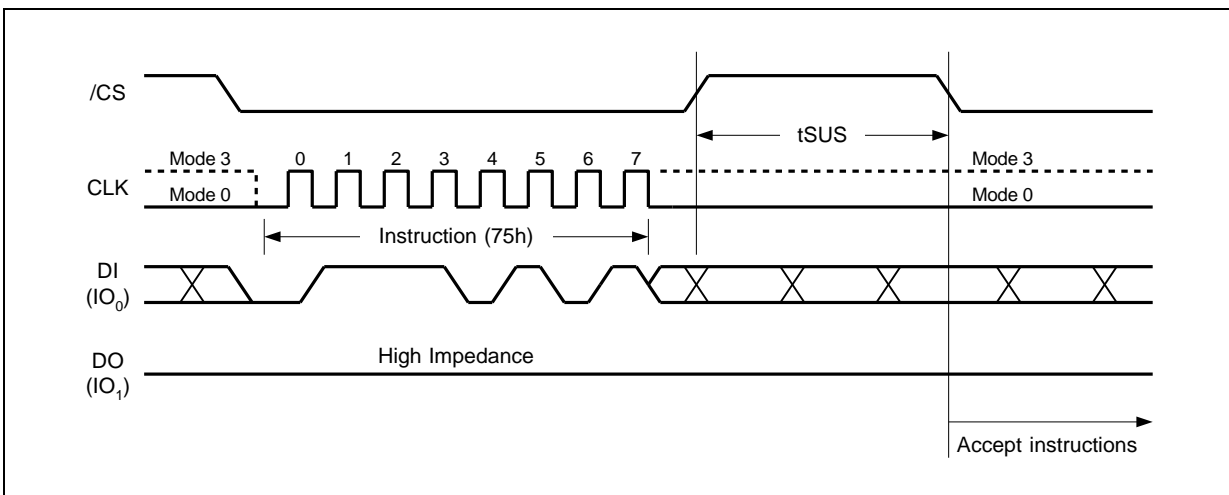 /CS
tSUS
Mode 3
0 1 2 3 4 5 6 7
Mode 3
CLK
Mode 0
Mode 0
Instruction (75h)
DI
(IO0)
High Impedance
DO
(IO1)
Accept instructions